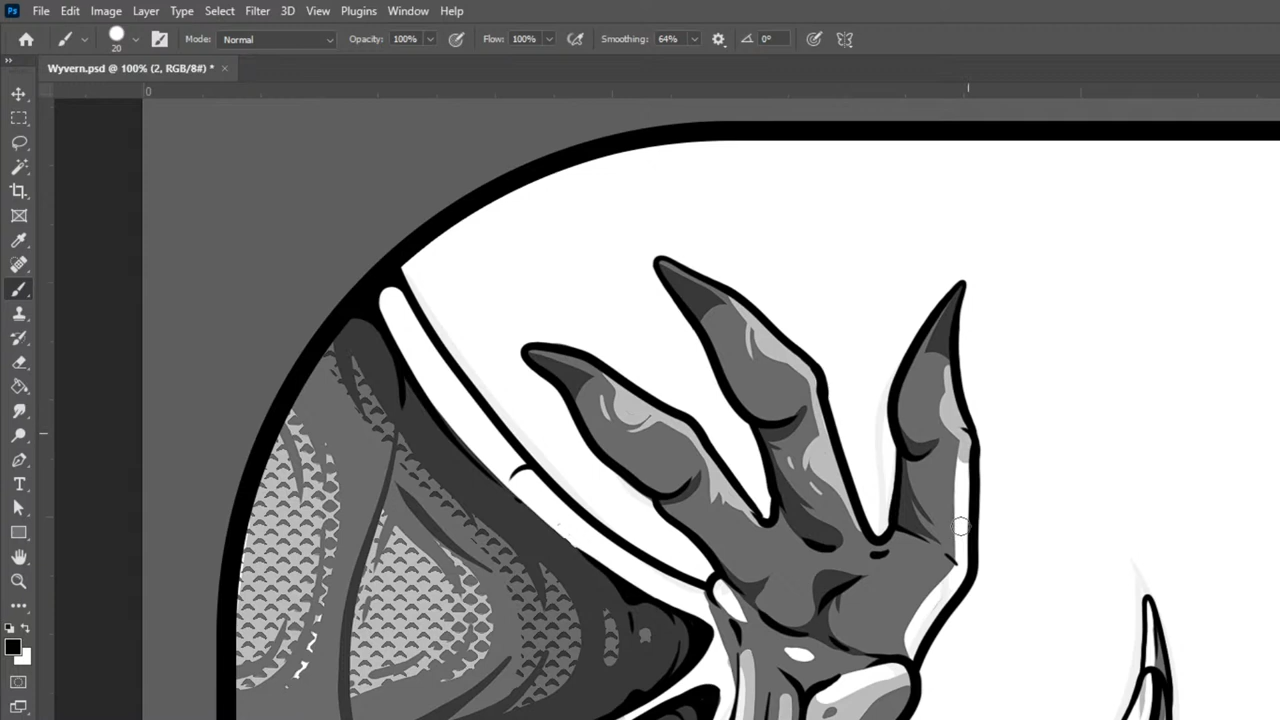 Ps File Edit Image Layer Type Select Filter 3D View Plugins Window Help
20 Mode: Normal Opacity: 100% Flow: 100% Smoothing: 64% 0°
Wyvern.psd @ 100% (2, RGB/8#) * ×
0
T